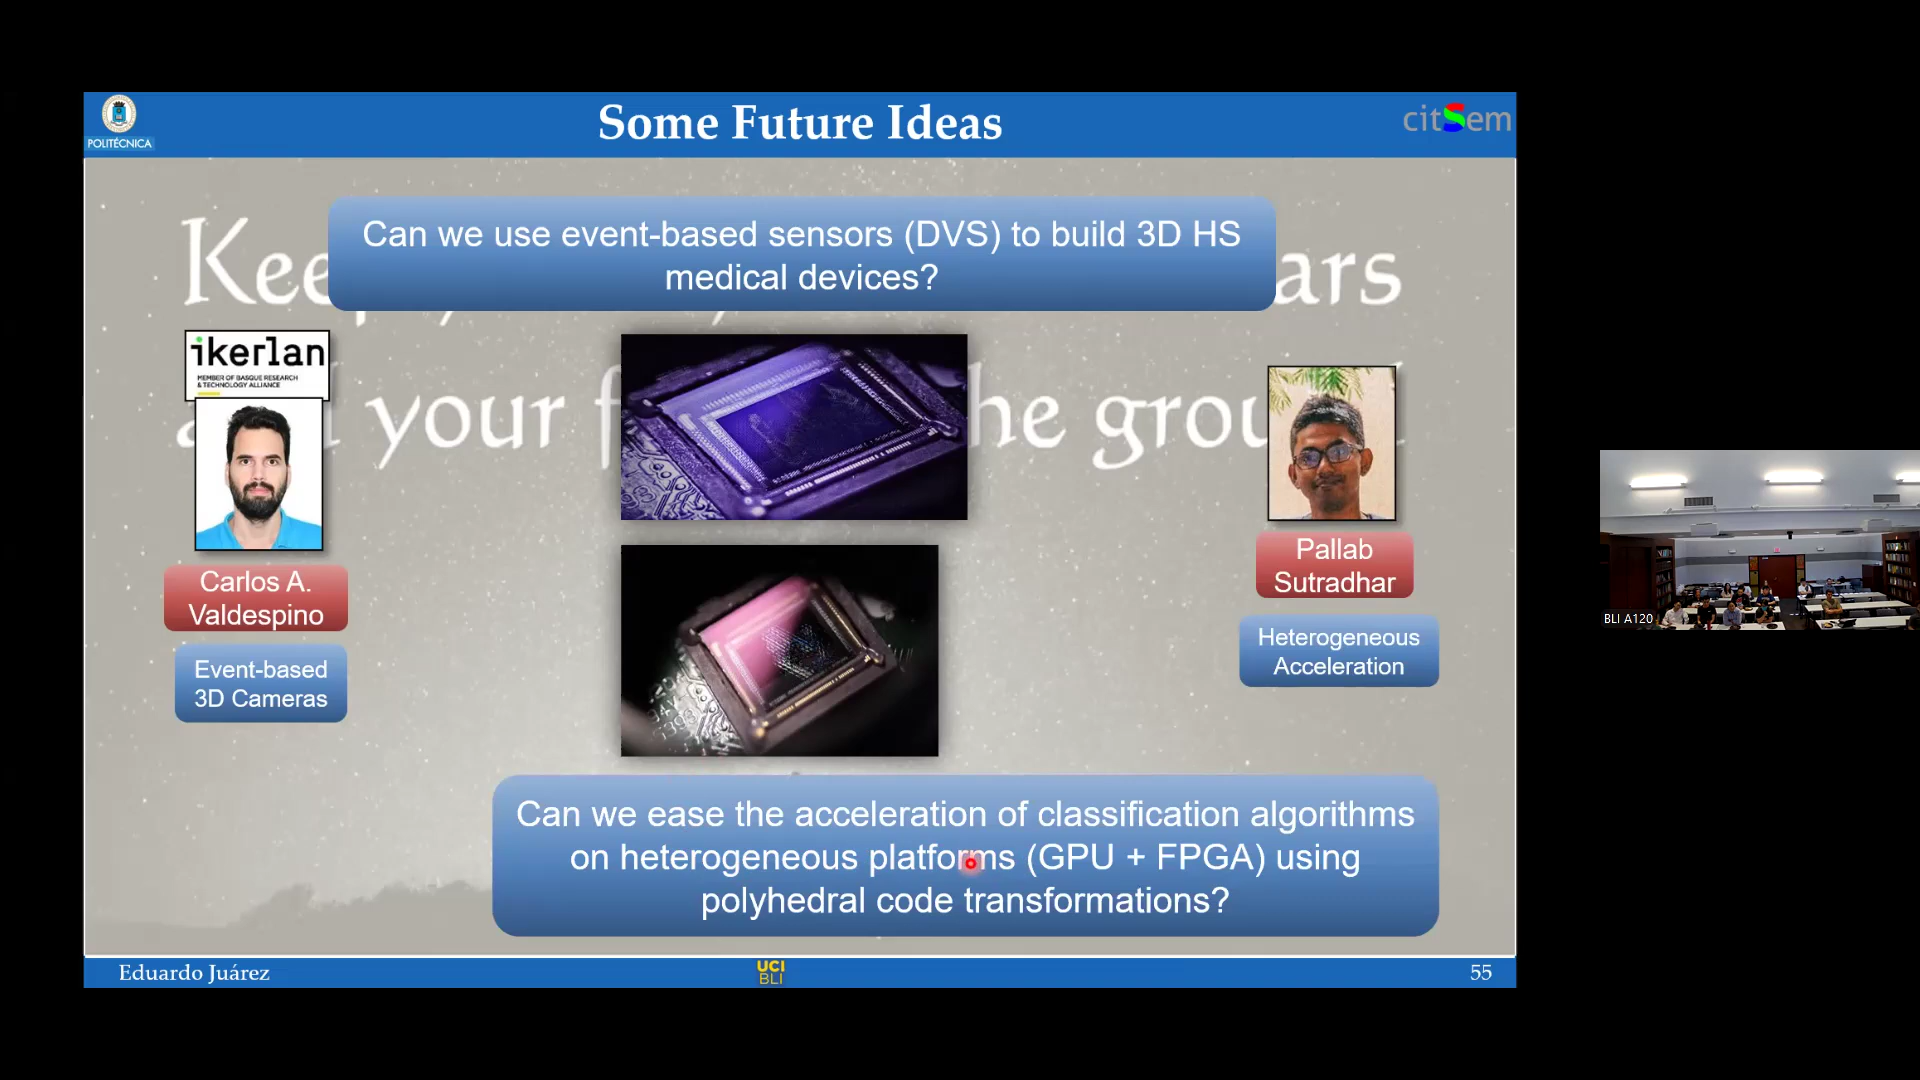 POLITÉCNICA
Some Future Ideas
citSem
Can we use event-based sensors (DVS) to build 3D HS
medical devices?
ars
your
he
ikerlan
MEMBER OF BASQUE RESEARCH
& TECHNOLOGY ALLIANCE
Carlos A.
Valdespino
Event-based
3D Cameras
Pallab
Sutradhar
Heterogeneous
Acceleration
Can we ease the acceleration of classification algorithms
on heterogeneous platforms (GPU + FPGA) using
polyhedral code transformations?
Eduardo Juárez
UCI
BLI
55
BLI A120